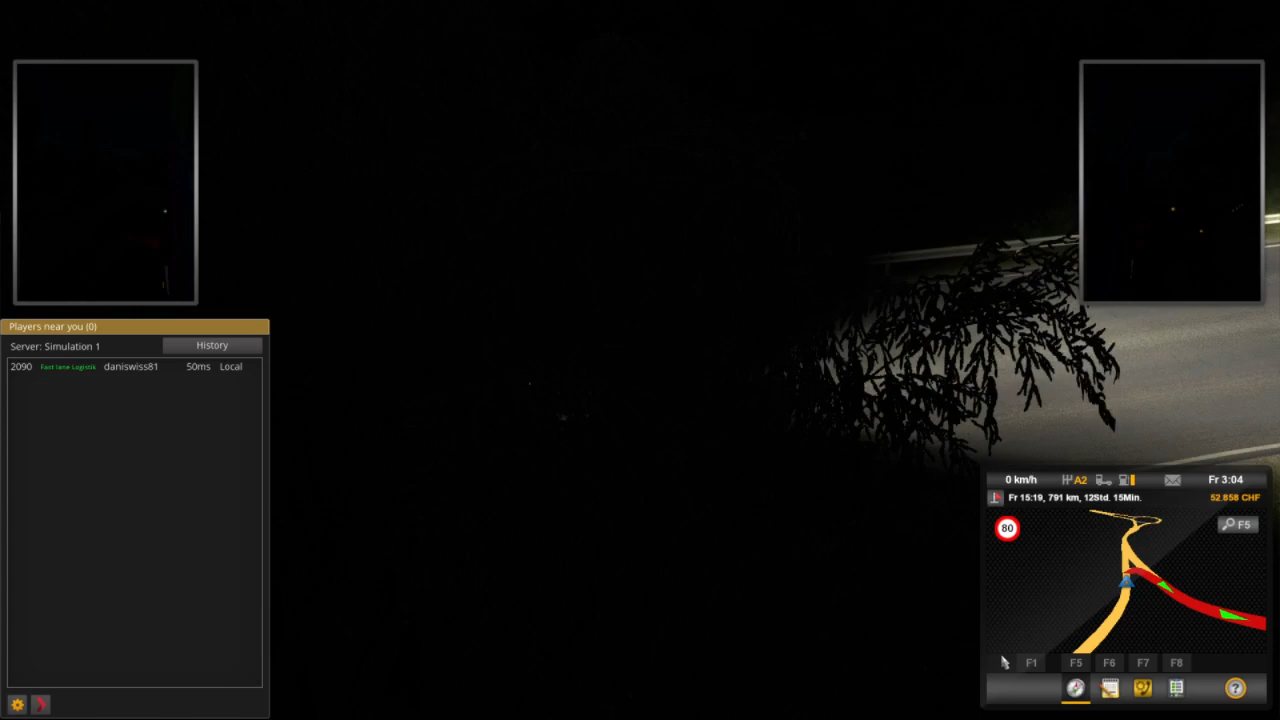 Players near you (0)
Server: Simulation 1
History
2090 Fast lane Logistik daniswiss81 50ms Local
0 km/h A2 Fr 3:04
Fr 15:19, 791 km, 12Std. 15Min. 52 858 CHF
80
F5
F1 F5 F6 F7 F8
?